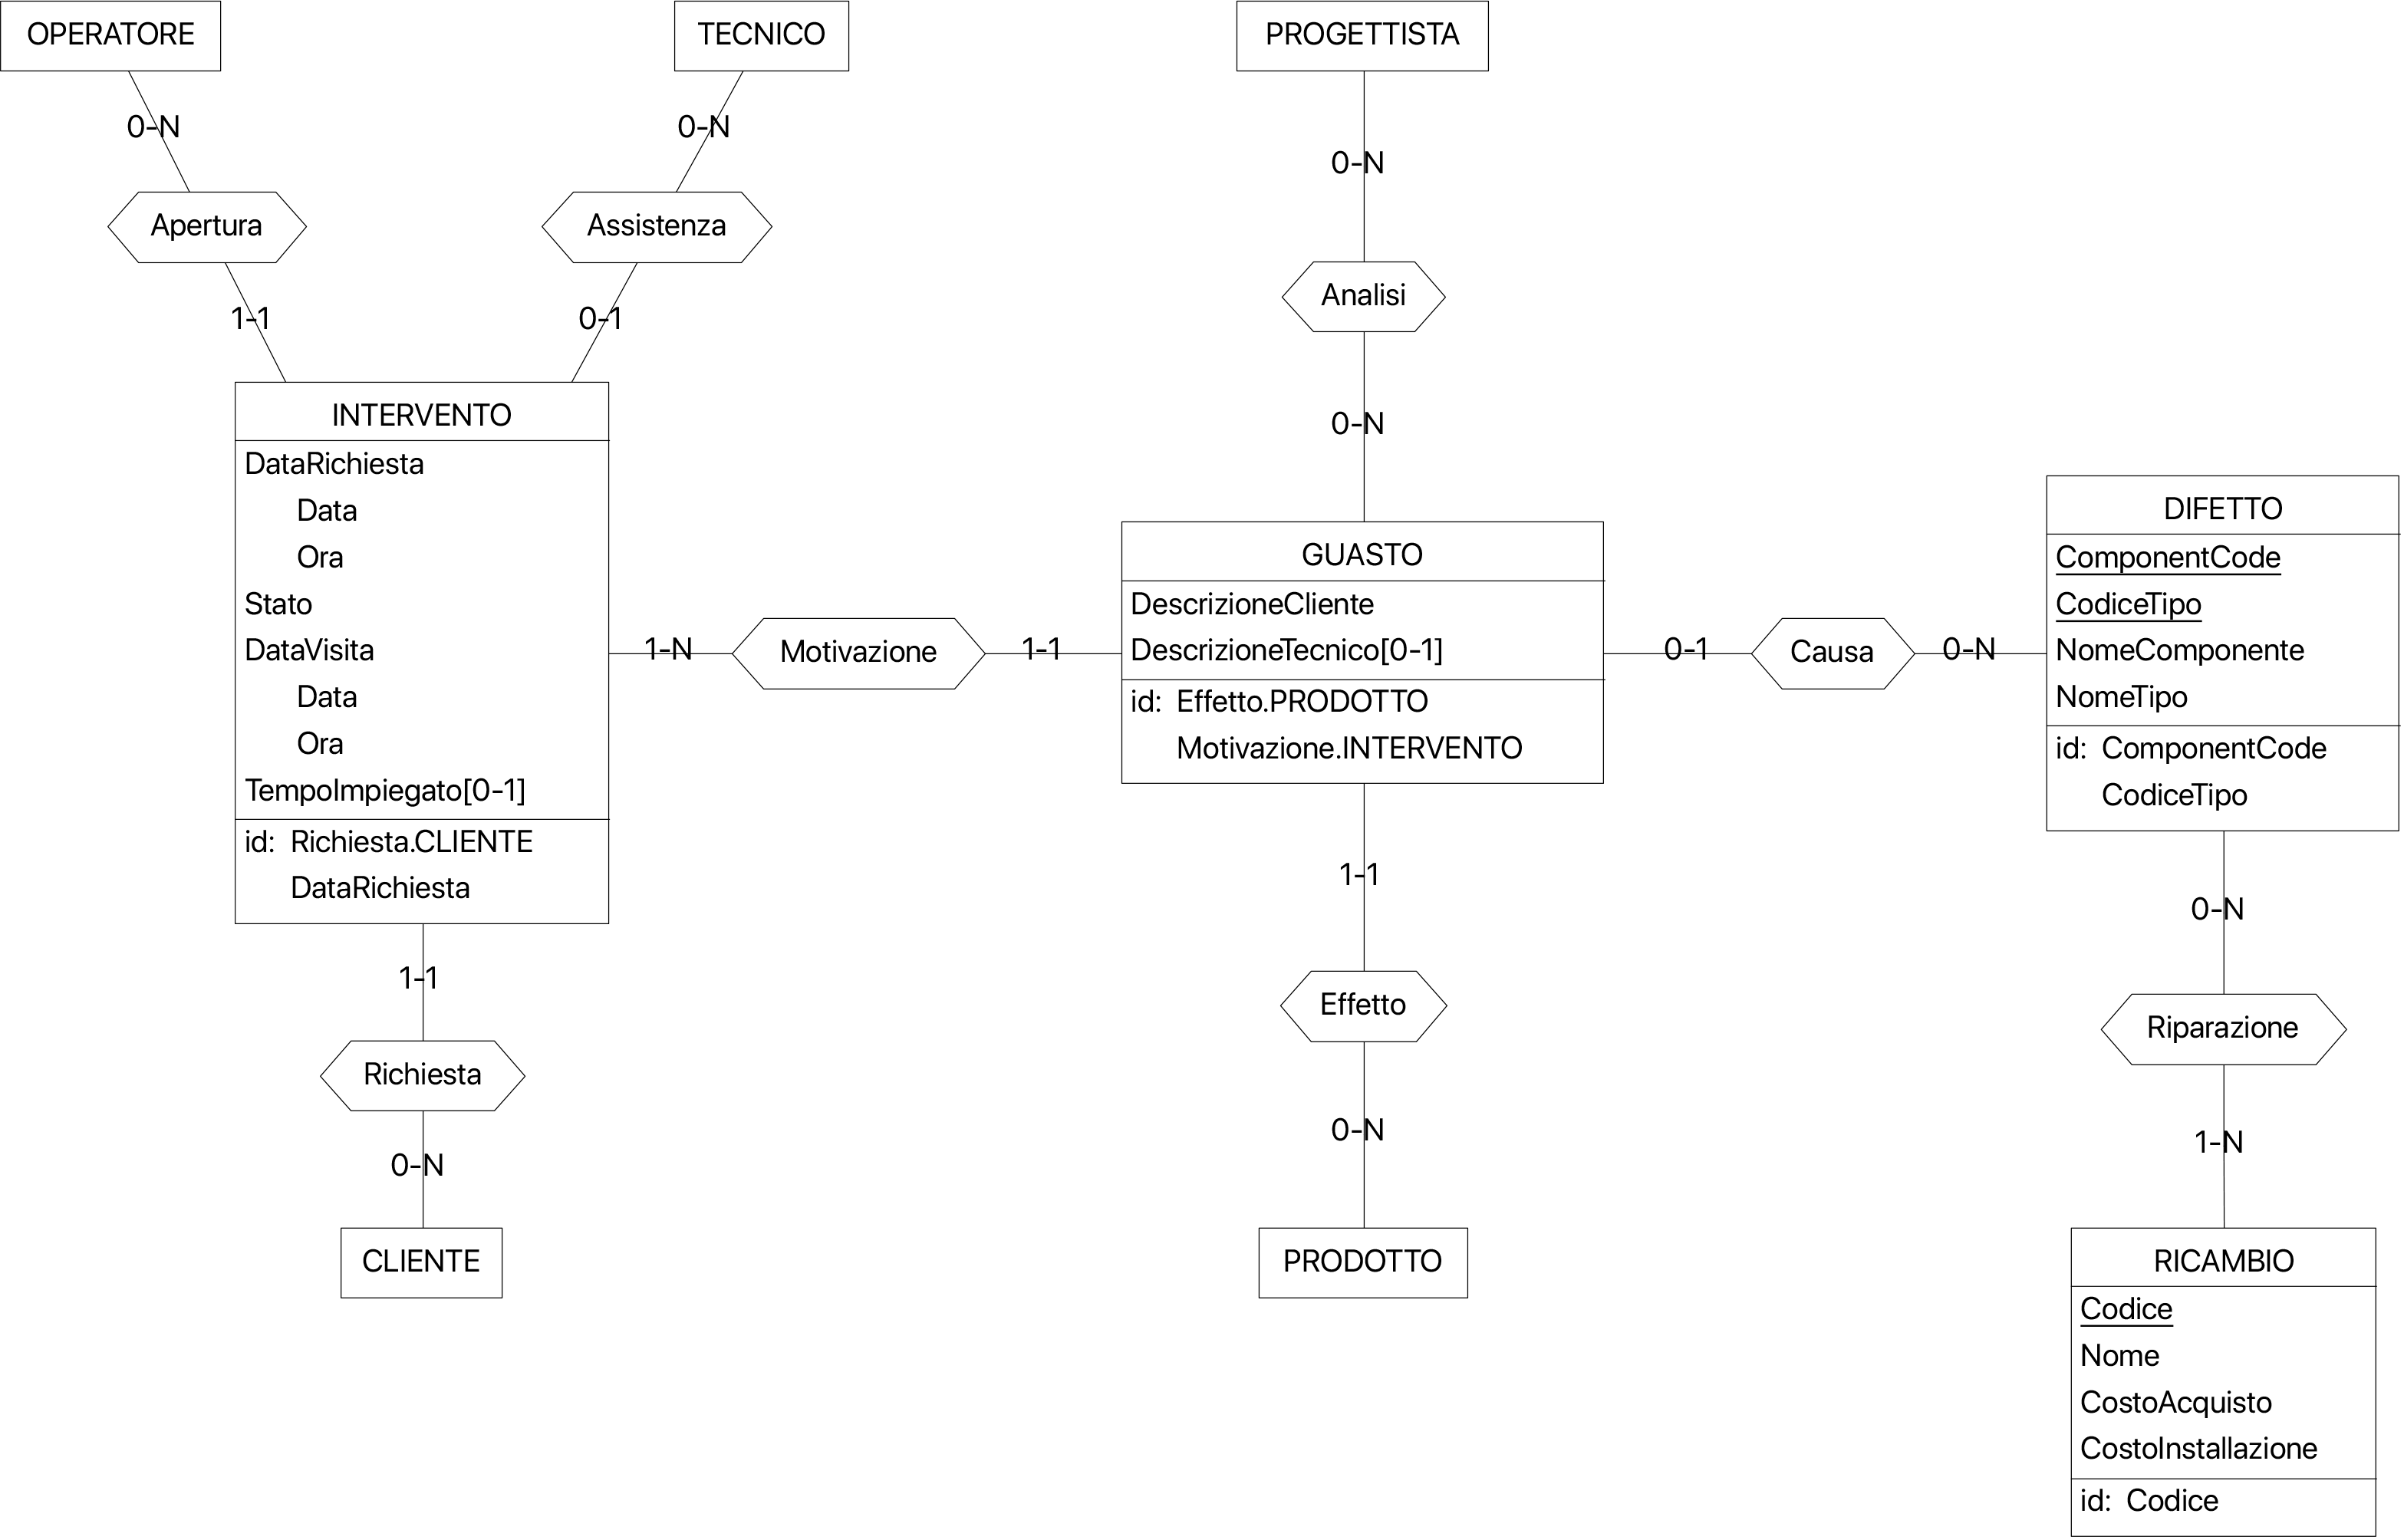 OPERATORE
TECNICO
PROGETTISTA
0-N
0-N
0-N
Apertura
Assistenza
Analisi
1-1
0-1
0-N
INTERVENTO
DataRichiesta
Data
Ora
Stato
DataVisita
Data
Ora
TempoImpiegato[0-1]
id: Richiesta.CLIENTE
DataRichiesta
1-N
Motivazione
1-1
GUASTO
DescrizioneCliente
DescrizioneTecnico[0-1]
id: Effetto.PRODOTTO
Motivazione.INTERVENTO
0-1
Causa
0-N
DIFETTO
ComponentCode
CodiceTipo
NomeComponente
NomeTipo
id: ComponentCode
CodiceTipo
1-1
Richiesta
0-N
CLIENTE
1-1
Effetto
0-N
PRODOTTO
0-N
Riparazione
1-N
RICAMBIO
Codice
Nome
CostoAcquisto
CostoInstallazione
id: Codice